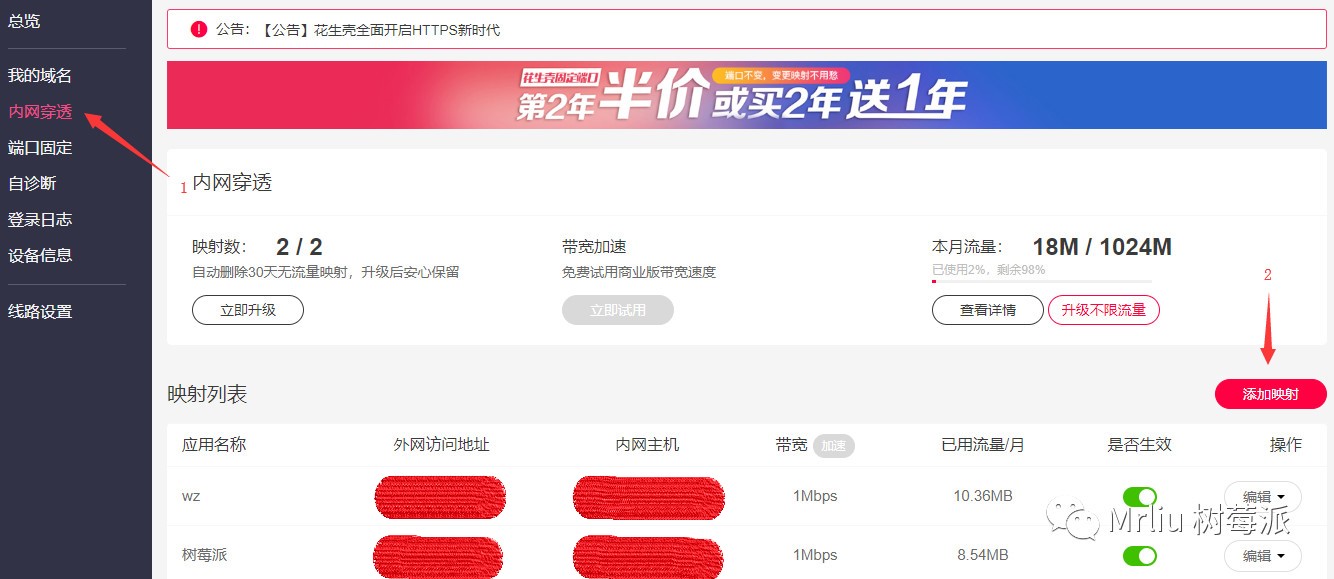 总览
我的域名
内网穿透
端口固定
自诊断
登录日志
设备信息
线路设置
! 公告：【公告】花生壳全面开启HTTPS新时代
花生壳固定端口
第2年半价或买2年送1年
端口不变，变更映射不用愁
1 内网穿透
映射数： 2 / 2
自动删除30天无流量映射，升级后安心保留
立即升级
带宽加速
免费试用商业版带宽速度
立即试用
本月流量： 18M / 1024M
已使用2%，剩余98%
查看详情 升级不限流量
2
映射列表 添加映射
应用名称 外网访问地址 内网主机 带宽 加速 已用流量/月 是否生效 操作
wz 1Mbps 10.36MB 编辑
Mrliu 树莓派
树莓派 1Mbps 8.54MB 编辑